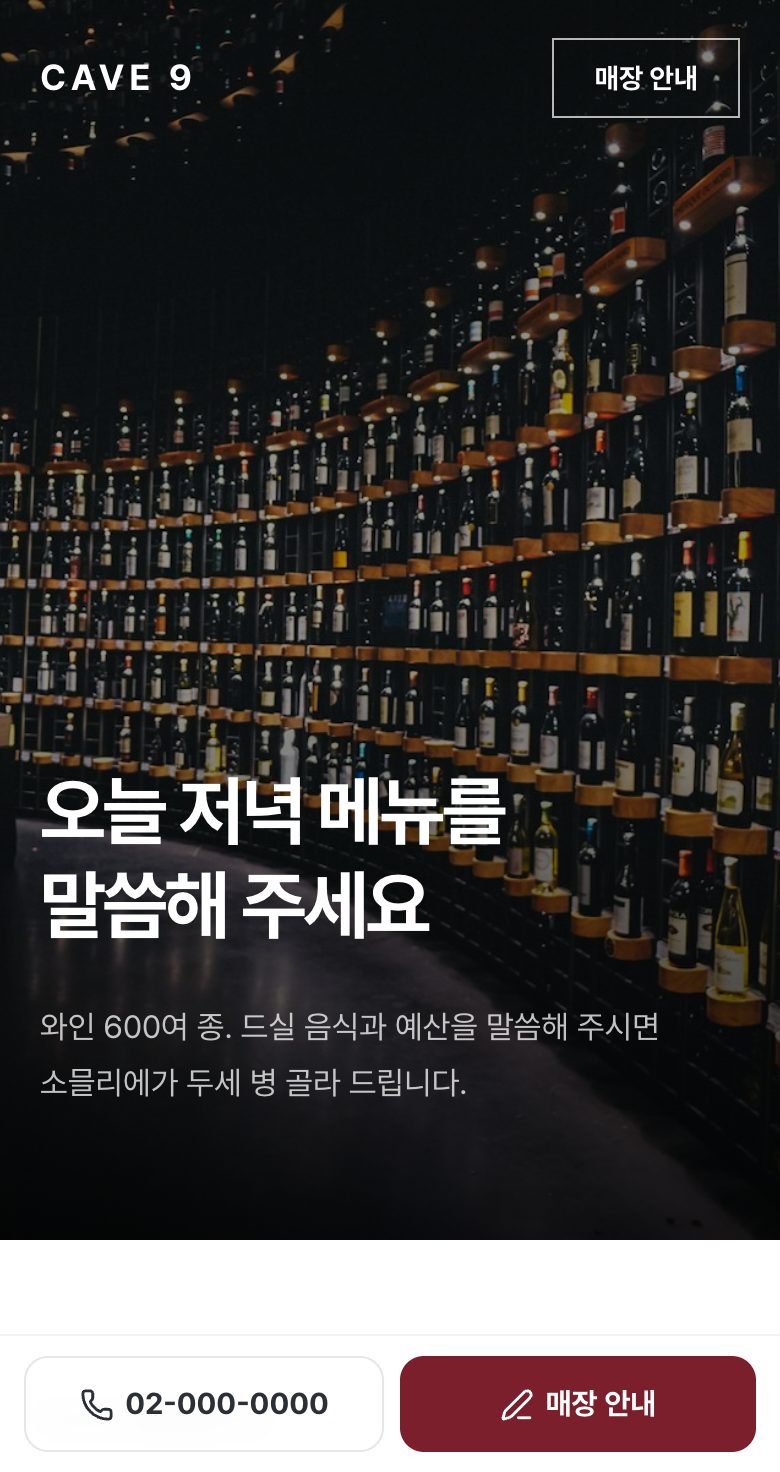 CAVE 9
매장 안내
오늘 저녁 메뉴를
말씀해 주세요
와인 600여 종. 드실 음식과 예산을 말씀해 주시면
소믈리에가 두세 병 골라 드립니다.
02-000-0000
매장 안내